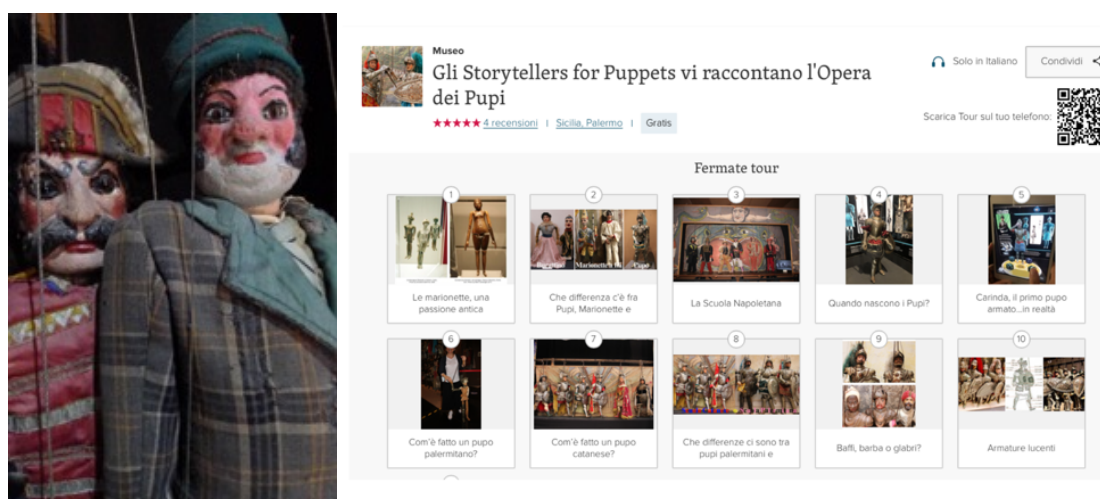 Museo
Gli Storytellers for Puppets vi raccontano l'Opera
dei Pupi
★★★★★ 4 recensioni | Sicilia, Palermo | Gratis
Solo in Italiano
Condividi
Scarica Tour sul tuo telefono:
Fermate tour
1
2
3
4
5
Burattino Marionette Pupo
Le marionette, una
passione antica
Che differenza c'è fra
Pupi, Marionette e
La Scuola Napoletana
Quando nascono i Pupi?
Carinda, il primo pupo
armato...in realtà
6
7
8
9
10
Com'è fatto un pupo
palermitano?
Com'è fatto un pupo
catanese?
Che differenze ci sono tra
pupi palermitani e
Baffi, barba o glabri?
Armature lucenti